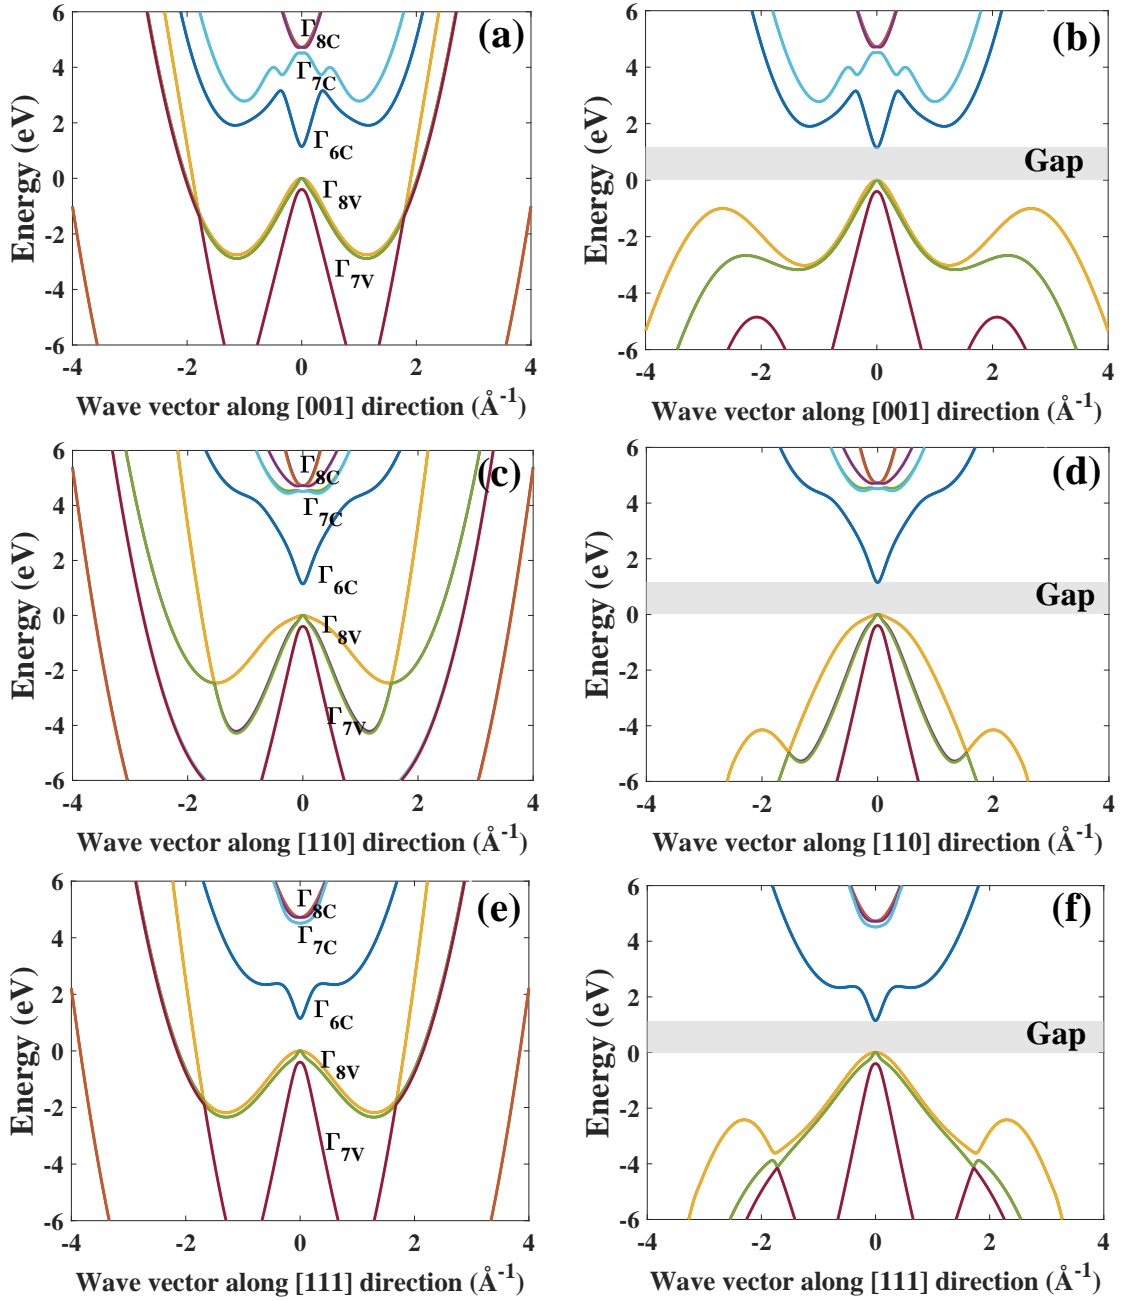 6
4
2
0
-2
-4
-6
Energy (eV)
(a)
Γ8C
Γ7C
Γ6C
Γ8V
Γ7V
-4 -2 0 2 4
Wave vector along [001] direction (Å-1)
6
4
2
0
-2
-4
-6
Energy (eV)
(b)
Gap
-4 -2 0 2 4
Wave vector along [001] direction (Å-1)
6
4
2
0
-2
-4
-6
Energy (eV)
(c)
Γ8C
Γ7C
Γ6C
Γ8V
Γ7V
-4 -2 0 2 4
Wave vector along [110] direction (Å-1)
6
4
2
0
-2
-4
-6
Energy (eV)
(d)
Gap
-4 -2 0 2 4
Wave vector along [110] direction (Å-1)
6
4
2
0
-2
-4
-6
Energy (eV)
(e)
Γ8C
Γ7C
Γ6C
Γ8V
Γ7V
-4 -2 0 2 4
Wave vector along [111] direction (Å-1)
6
4
2
0
-2
-4
-6
Energy (eV)
(f)
Gap
-4 -2 0 2 4
Wave vector along [111] direction (Å-1)